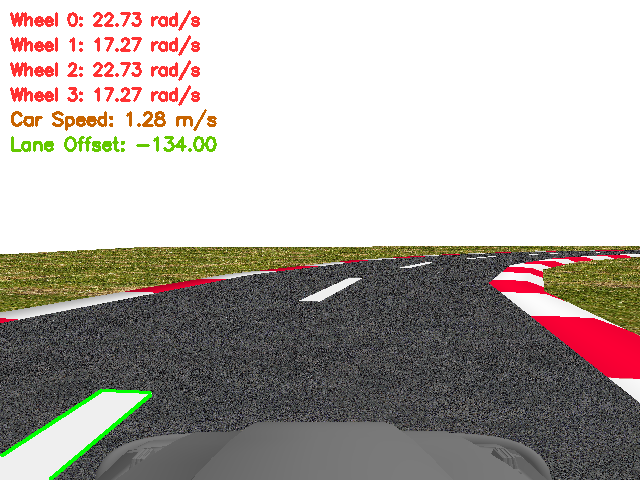 Wheel 0: 22.73 rad/s
Wheel 1: 17.27 rad/s
Wheel 2: 22.73 rad/s
Wheel 3: 17.27 rad/s
Car Speed: 1.28 m/s
Lane Offset: -134.00